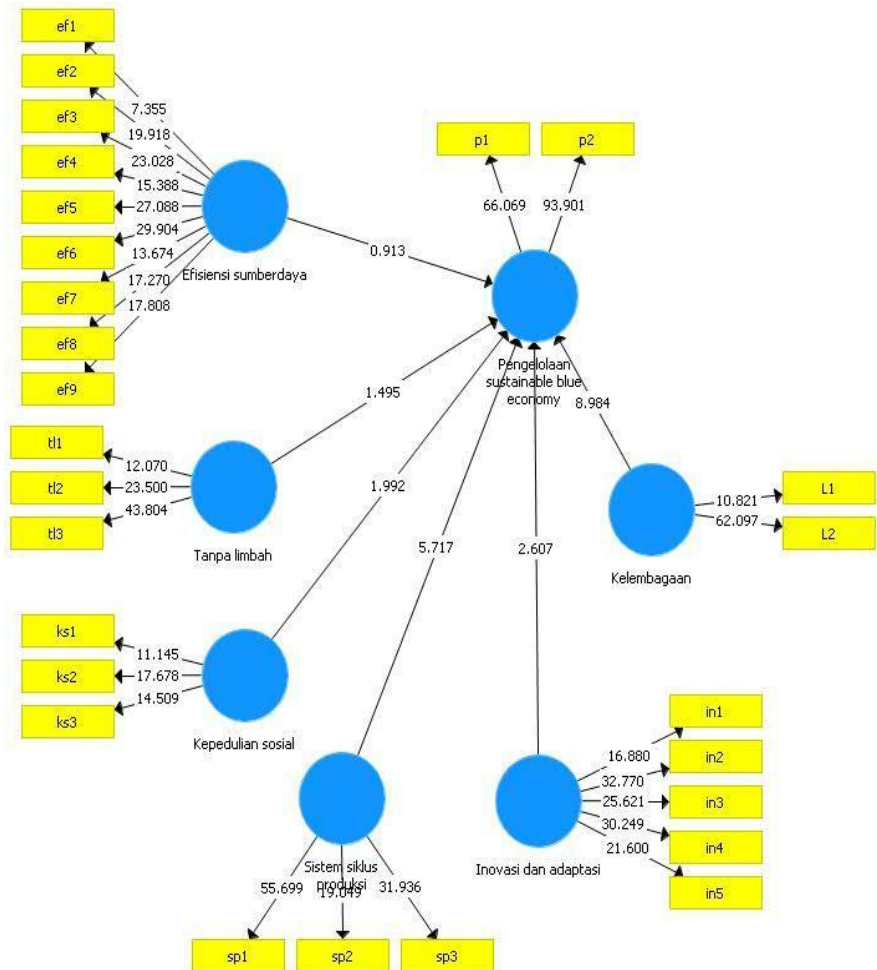 ef1
ef2
ef3
ef4
ef5
ef6
ef7
ef8
ef9
7.355
19.918
23.028
15.388
27.088
29.904
13.674
17.270
17.808
Efisiensi sumberdaya
0.913
p1
p2
66.069
93.901
Pengelolaan
sustainable blue
economy
8.984
1.495
tl1
tl2
tl3
12.070
23.500
43.804
Tanpa limbah
1.992
5.717
2.607
L1
L2
10.821
62.097
Kelembagaan
ks1
ks2
ks3
11.145
17.678
14.509
Kepedulian sosial
Sistem siklus
produksi
55.699
19.049
31.936
sp1
sp2
sp3
Inovasi dan adaptasi
16.880
32.770
25.621
30.249
21.600
in1
in2
in3
in4
in5